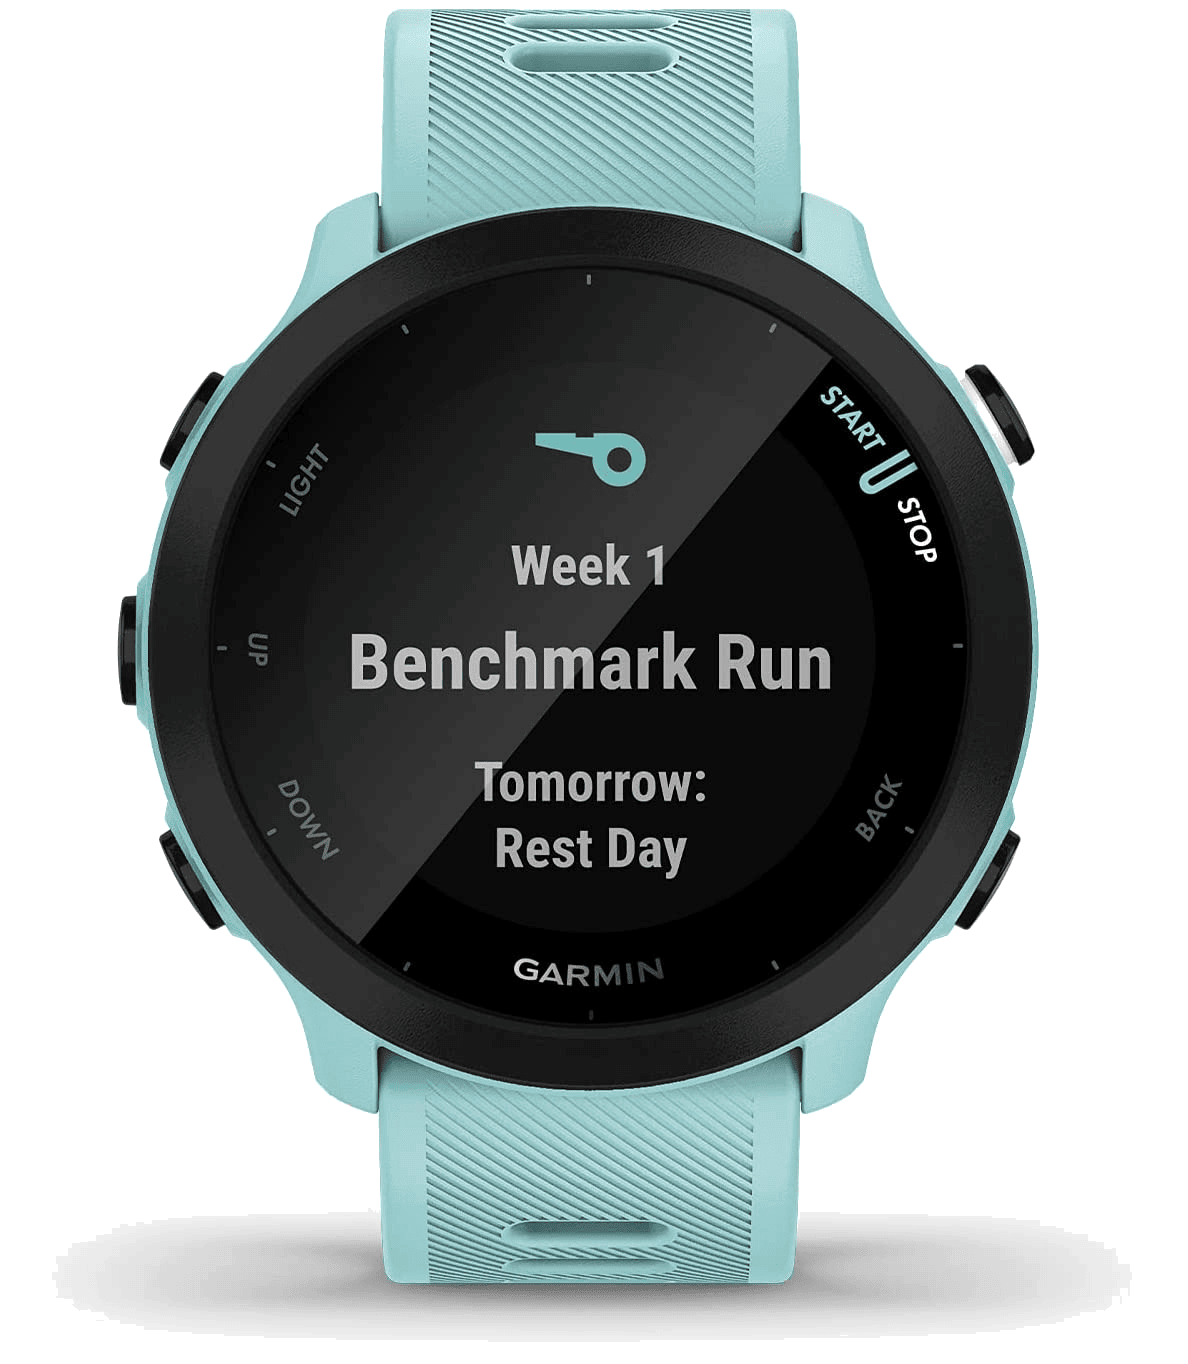 START
STOP
LIGHT
Week 1
UP
Benchmark Run
Tomorrow:
Rest Day
DOWN
BACK
GARMIN